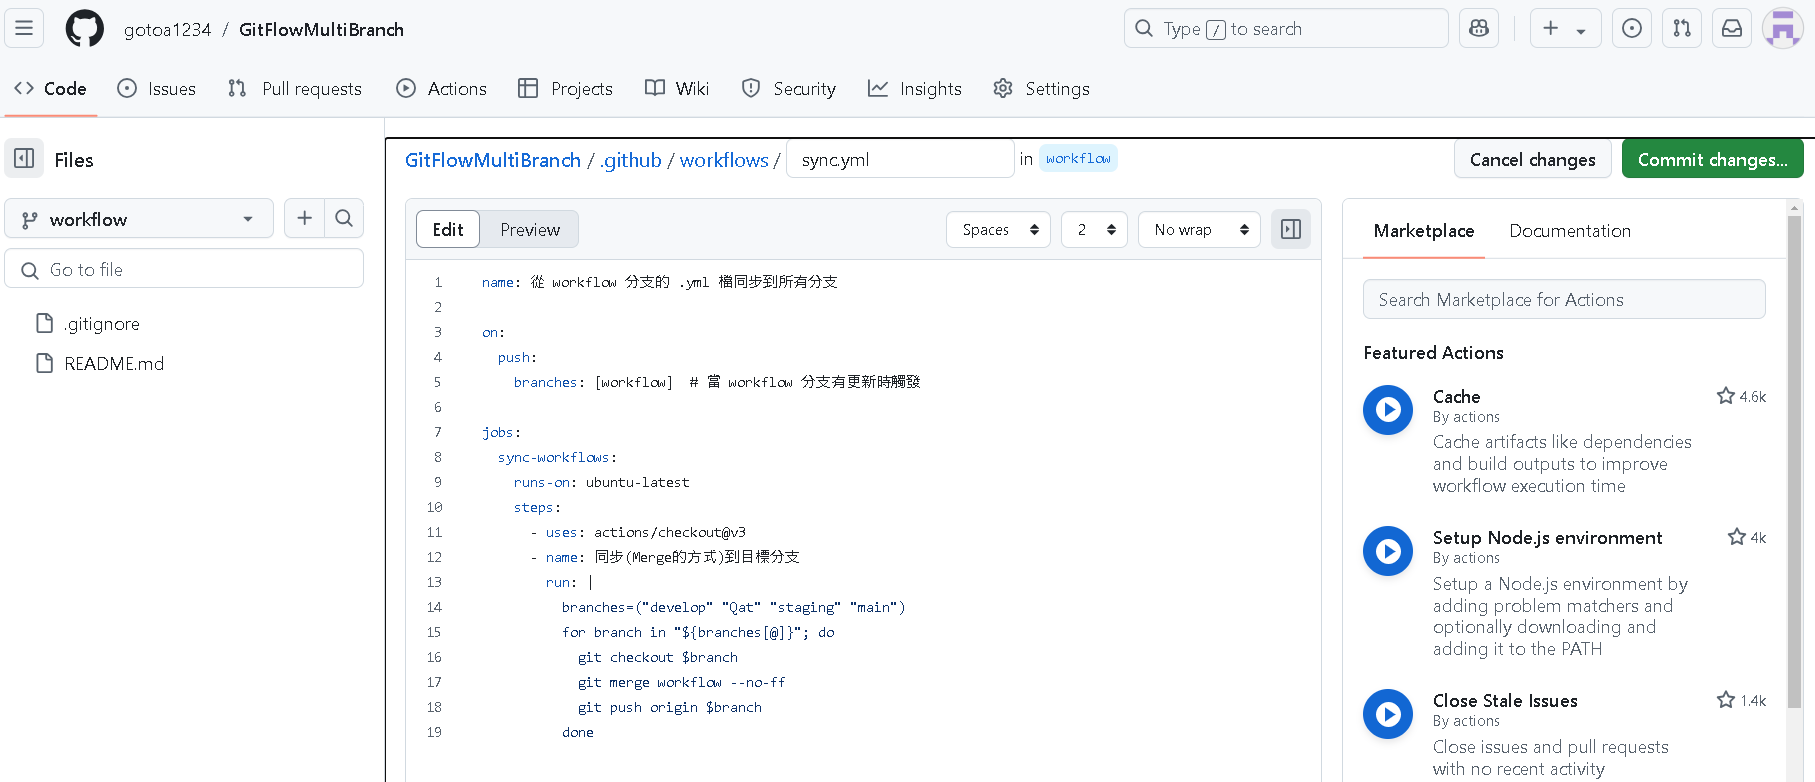 gotoa1234 / GitFlowMultiBranch
Type / to search
Code
Issues
Pull requests
Actions
Projects
Wiki
Security
Insights
Settings
Files
GitFlowMultiBranch / .github / workflows / sync.yml in workflow
Cancel changes
Commit changes...
workflow
Go to file
.gitignore
README.md
Edit
Preview
Spaces
2
No wrap
1 name: 從 workflow 分支的 .yml 檔同步到所有分支
2
3 on:
4 push:
5 branches: [workflow] # 當 workflow 分支有更新時觸發
6
7 jobs:
8 sync-workflows:
9 runs-on: ubuntu-latest
10 steps:
11 - uses: actions/checkout@v3
12 - name: 同步(Merge的方式)到目標分支
13 run: |
14 branches=("develop" "Qat" "staging" "main")
15 for branch in "${branches[@]}"; do
16 git checkout $branch
17 git merge workflow --no-ff
18 git push origin $branch
19 done
Marketplace
Documentation
Search Marketplace for Actions
Featured Actions
Cache
4.6k
By actions
Cache artifacts like dependencies
and build outputs to improve
workflow execution time
Setup Node.js environment
4k
By actions
Setup a Node.js environment by
adding problem matchers and
optionally downloading and
adding it to the PATH
Close Stale Issues
1.4k
By actions
Close issues and pull requests
with no recent activity